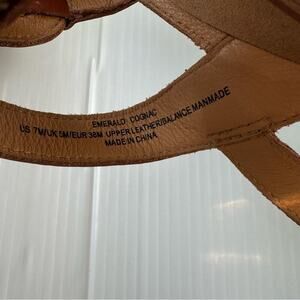 EMERALD COGNAC
US 7M/UK 5M/EUR 38M UPPER LEATHER/BALANCE MANMADE
MADE IN CHINA